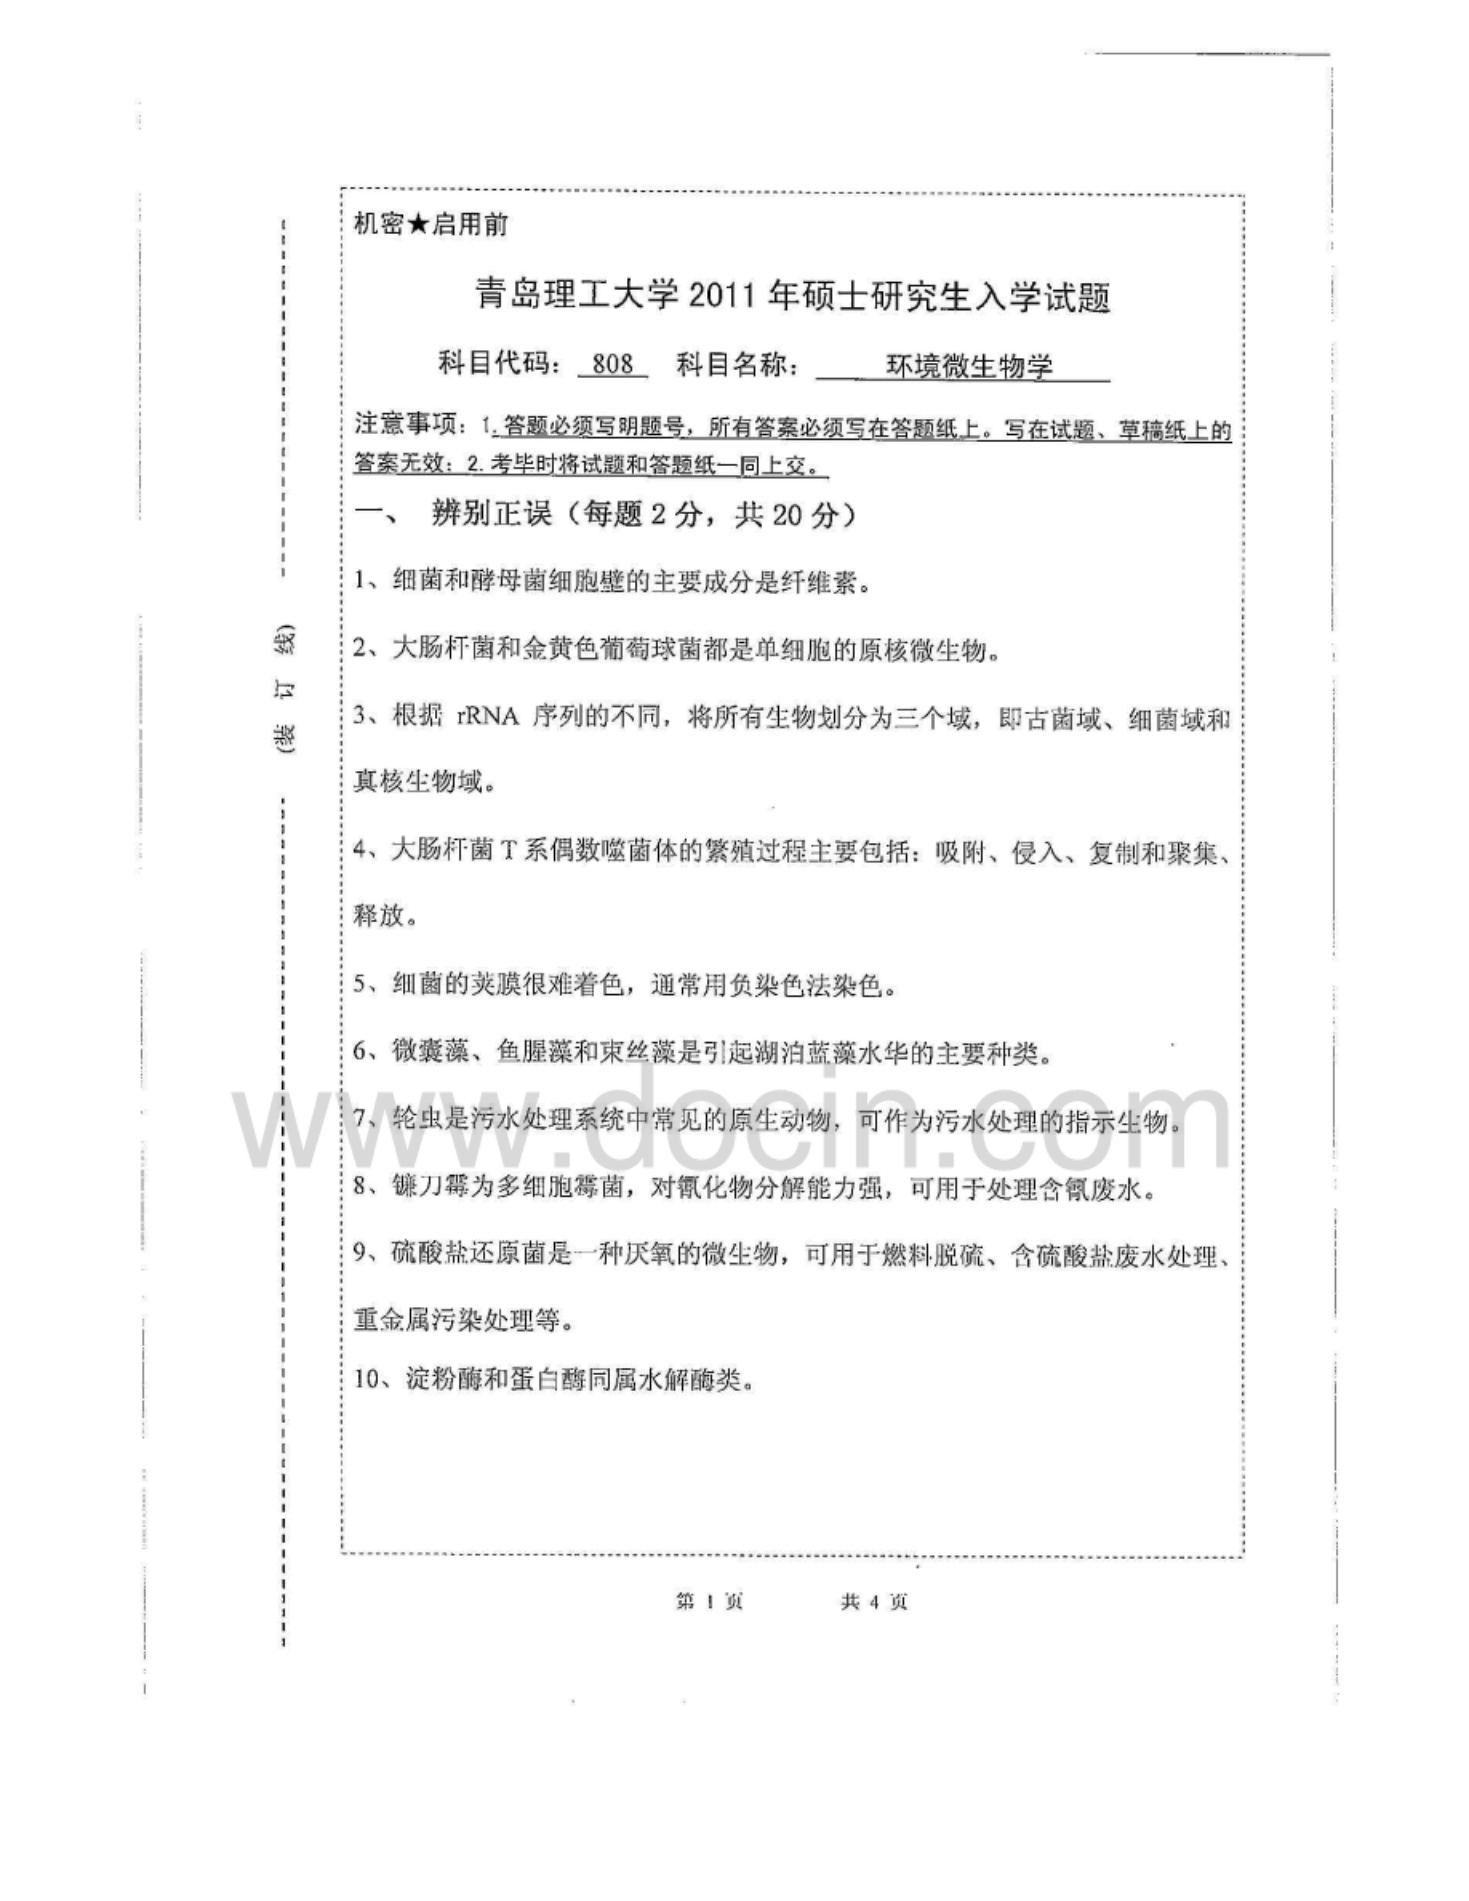 机密★启用前
青岛理工大学 2011 年硕士研究生入学试题
科目代码： 808 科目名称： 环境微生物学
注意事项：1.答题必须写明题号，所有答案必须写在答题纸上。写在试题、草稿纸上的
答案无效；2.考毕时将试题和答题纸一同上交。
一、 辨别正误（每题 2 分，共 20 分）
1、细菌和酵母菌细胞壁的主要成分是纤维素。
2、大肠杆菌和金黄色葡萄球菌都是单细胞的原核微生物。
3、根据 rRNA 序列的不同，将所有生物划分为三个域，即古菌域、细菌域和
真核生物域。
4、大肠杆菌 T 系偶数噬菌体的繁殖过程主要包括：吸附、侵入、复制和聚集、
释放。
5、细菌的荚膜很难着色，通常用负染色法染色。
6、微囊藻、鱼腥藻和束丝藻是引起湖泊蓝藻水华的主要种类。
7、轮虫是污水处理系统中常见的原生动物，可作为污水处理的指示生物。
8、镰刀霉为多细胞霉菌，对氰化物分解能力强，可用于处理含氰废水。
9、硫酸盐还原菌是一种厌氧的微生物，可用于燃料脱硫、含硫酸盐废水处理、
重金属污染处理等。
10、淀粉酶和蛋白酶同属水解酶类。
第 1 页 共 4 页
(装 订 线)
www.docin.com